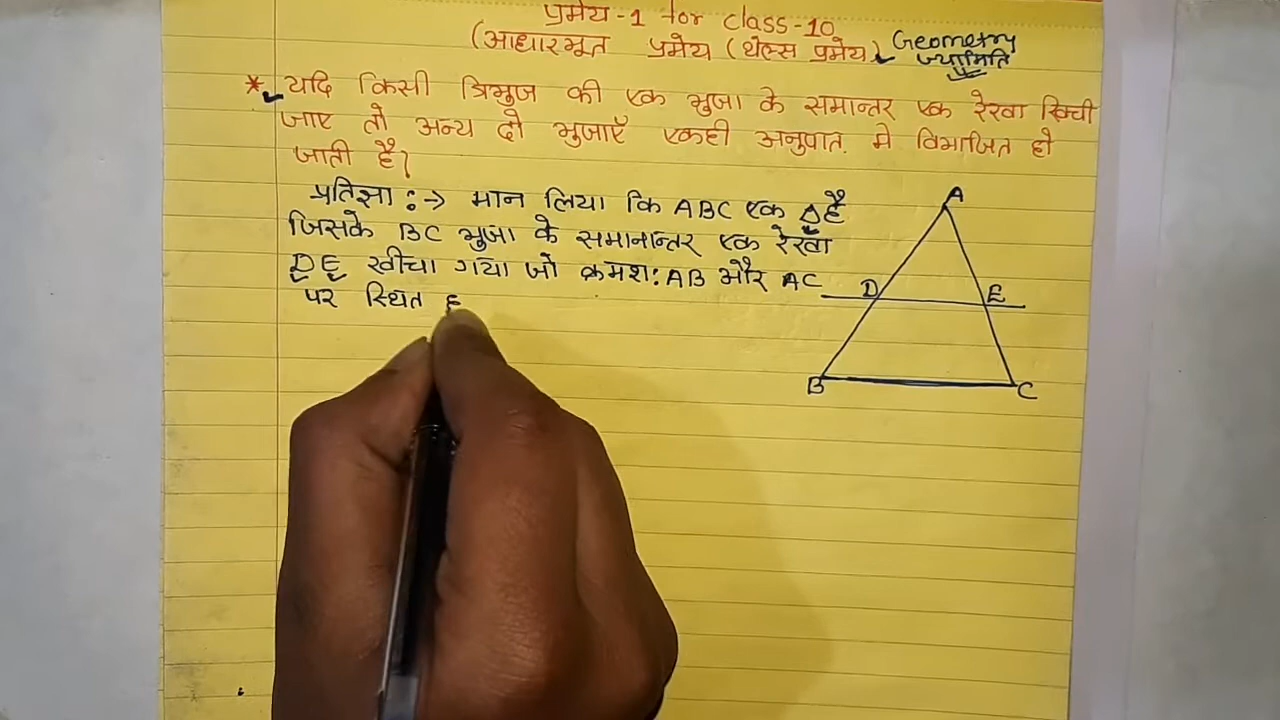 प्रमेय-1 for class-10
(आधारभूत प्रमेय (थेल्स प्रमेय) Geometry
ज्यामिति
* यदि किसी त्रिभुज की एक भुजा के समान्तर एक रेखा खिची
जाए तो अन्य दो भुजाएँ एकही अनुपात में विभाजित हो
जाती है।
प्रतिज्ञा :-> मान लिया कि ABC एक Δ है
जिसके BC भुजा के समानान्तर एक रेखा
DE खीचा गया जो क्रमश: AB और AC
पर स्थित
A
D E
B C